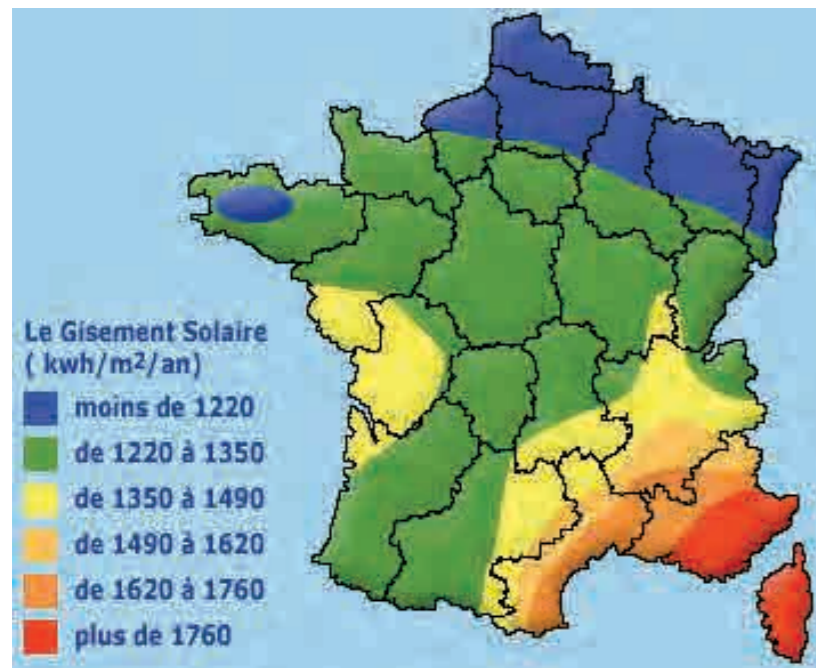 Le Gisement Solaire
( kwh/m²/an)
moins de 1220
de 1220 à 1350
de 1350 à 1490
de 1490 à 1620
de 1620 à 1760
plus de 1760